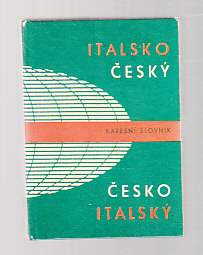 ITALSKO
ČESKÝ
KAPESNÍ SLOVNÍK
ČESKO
ITALSKÝ